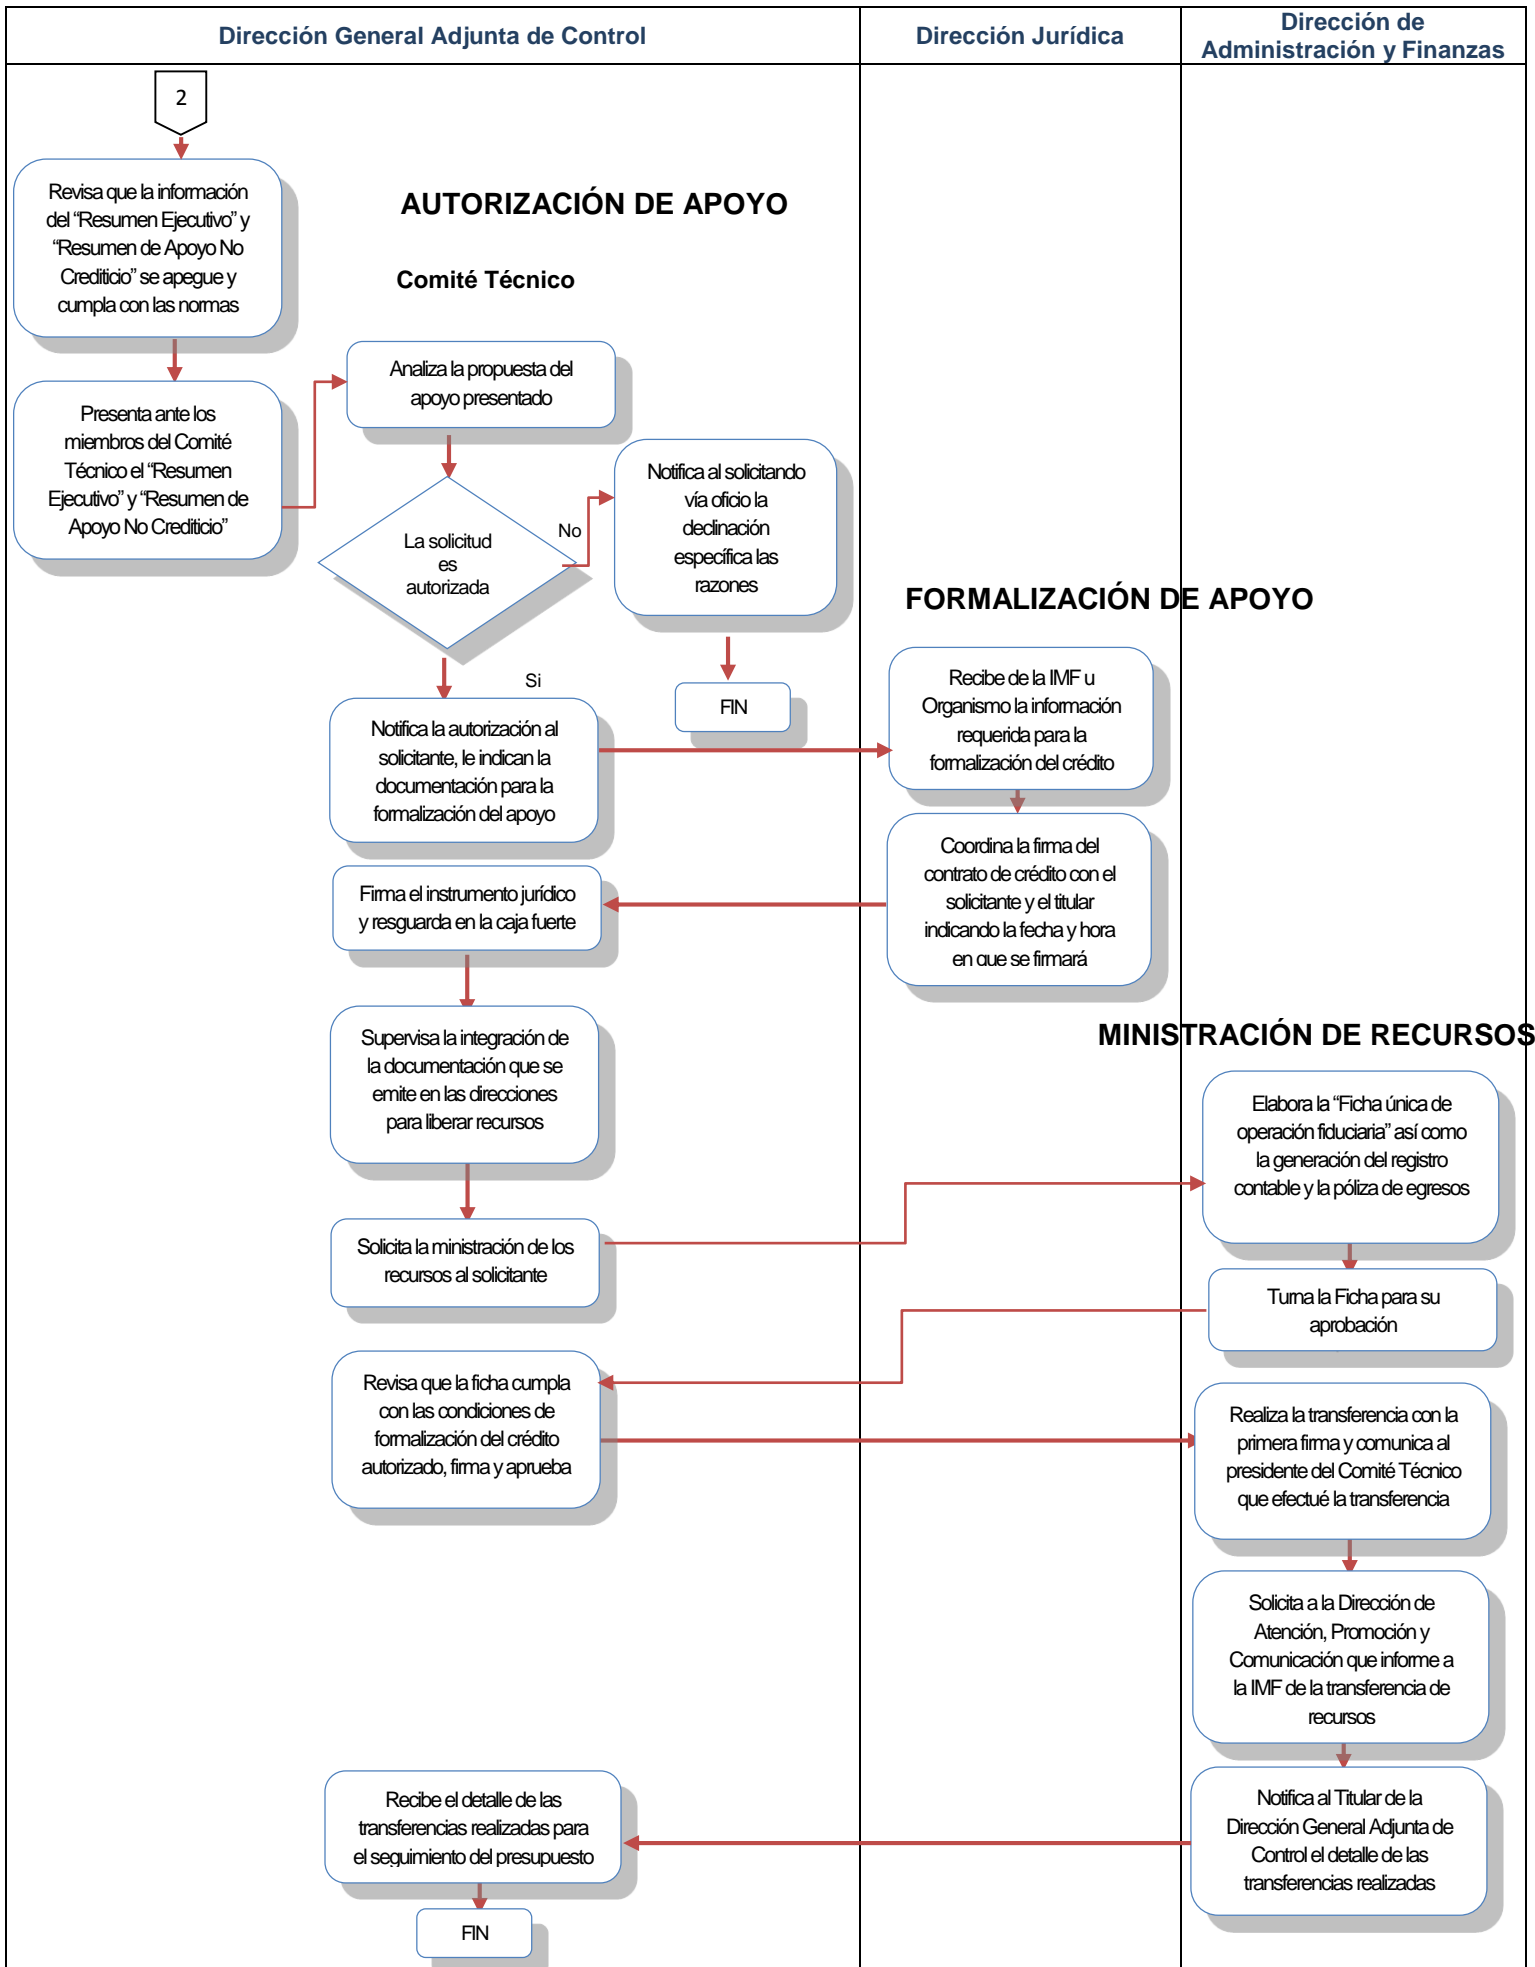 Dirección General Adjunta de Control
Dirección Jurídica
Dirección de
Administración y Finanzas
2
Revisa que la información
del “Resumen Ejecutivo” y
“Resumen de Apoyo No
Crediticio” se apegue y
cumpla con las normas
AUTORIZACIÓN DE APOYO
Comité Técnico
Presenta ante los
miembros del Comité
Técnico el “Resumen
Ejecutivo” y “Resumen de
Apoyo No Crediticio”
Analiza la propuesta del
apoyo presentado
La solicitud
es
autorizada
No
Notifica al solicitando
vía oficio la
declinación
específica las
razones
FIN
Si
Notifica la autorización al
solicitante, le indican la
documentación para la
formalización del apoyo
FORMALIZACIÓN DE APOYO
Recibe de la IMF u
Organismo la información
requerida para la
formalización del crédito
Coordina la firma del
contrato de crédito con el
solicitante y el titular
indicando la fecha y hora
en que se firmará
Firma el instrumento jurídico
y resguarda en la caja fuerte
Supervisa la integración de
la documentación que se
emite en las direcciones
para liberar recursos
Solicita la ministración de los
recursos al solicitante
MINISTRACIÓN DE RECURSOS
Elabora la “Ficha única de
operación fiduciaria” así como
la generación del registro
contable y la póliza de egresos
Turna la Ficha para su
aprobación
Revisa que la ficha cumpla
con las condiciones de
formalización del crédito
autorizado, firma y aprueba
Realiza la transferencia con la
primera firma y comunica al
presidente del Comité Técnico
que efectué la transferencia
Solicita a la Dirección de
Atención, Promoción y
Comunicación que informe a
la IMF de la transferencia de
recursos
Notifica al Titular de la
Dirección General Adjunta de
Control el detalle de las
transferencias realizadas
Recibe el detalle de las
transferencias realizadas para
el seguimiento del presupuesto
FIN